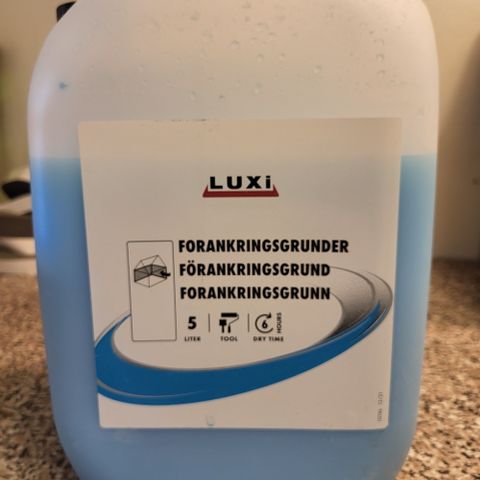 LUXi
FORANKRINGSGRUNDER
FÖRANKRINGSGRUND
FORANKRINGSGRUNN
5 6 HOURS
LITER TOOL DRY TIME